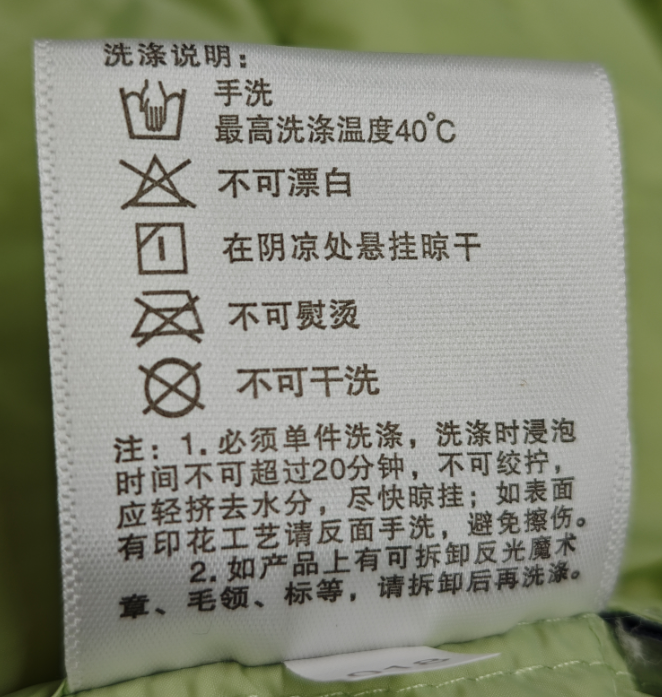 洗涤说明：
手洗
最高洗涤温度40℃
不可漂白
在阴凉处悬挂晾干
不可熨烫
不可干洗
注：1.必须单件洗涤，洗涤时浸泡
时间不可超过20分钟，不可绞拧，
应轻挤去水分，尽快晾挂；如表面
有印花工艺请反面手洗，避免擦伤。
2.如产品上有可拆卸反光魔术
章、毛领、标等，请拆卸后再洗涤。